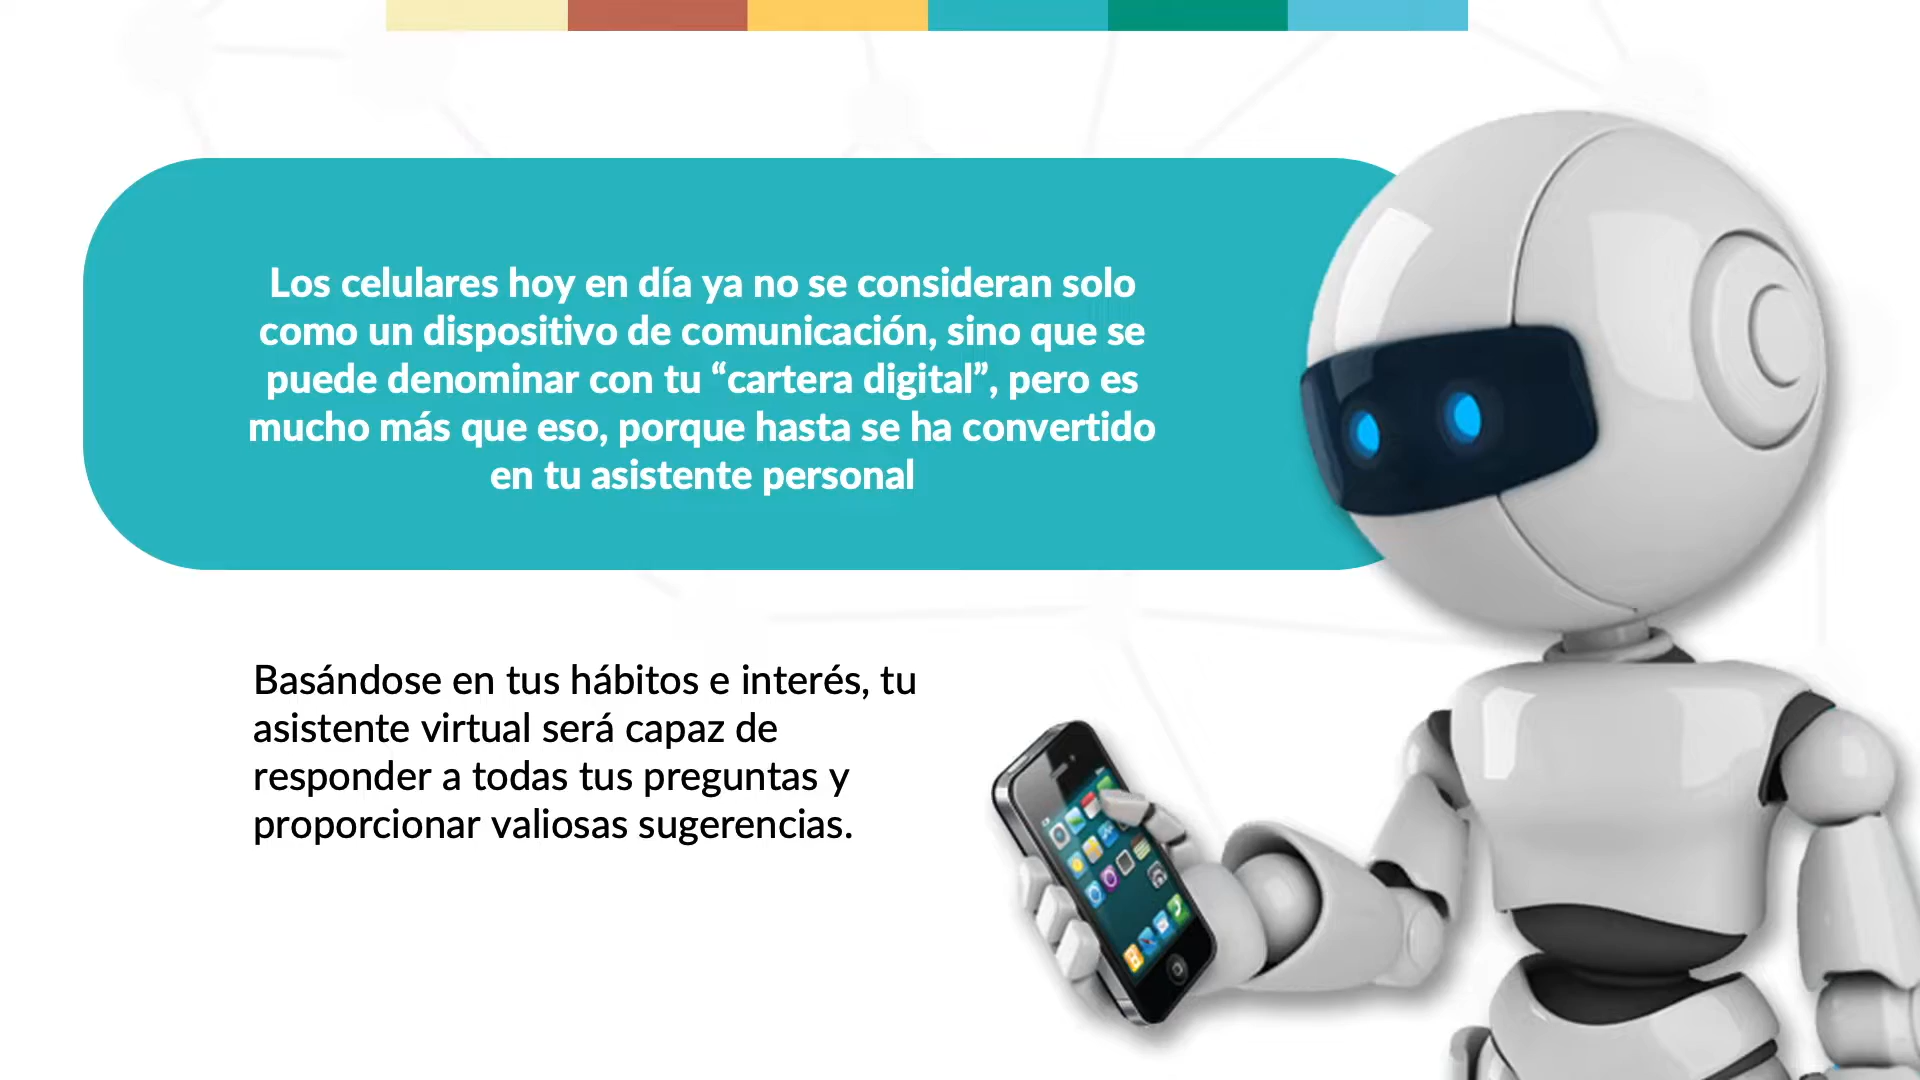 Los celulares hoy en día ya no se consideran solo
como un dispositivo de comunicación, sino que se
puede denominar con tu “cartera digital”, pero es
mucho más que eso, porque hasta se ha convertido
en tu asistente personal
Basándose en tus hábitos e interés, tu
asistente virtual será capaz de
responder a todas tus preguntas y
proporcionar valiosas sugerencias.